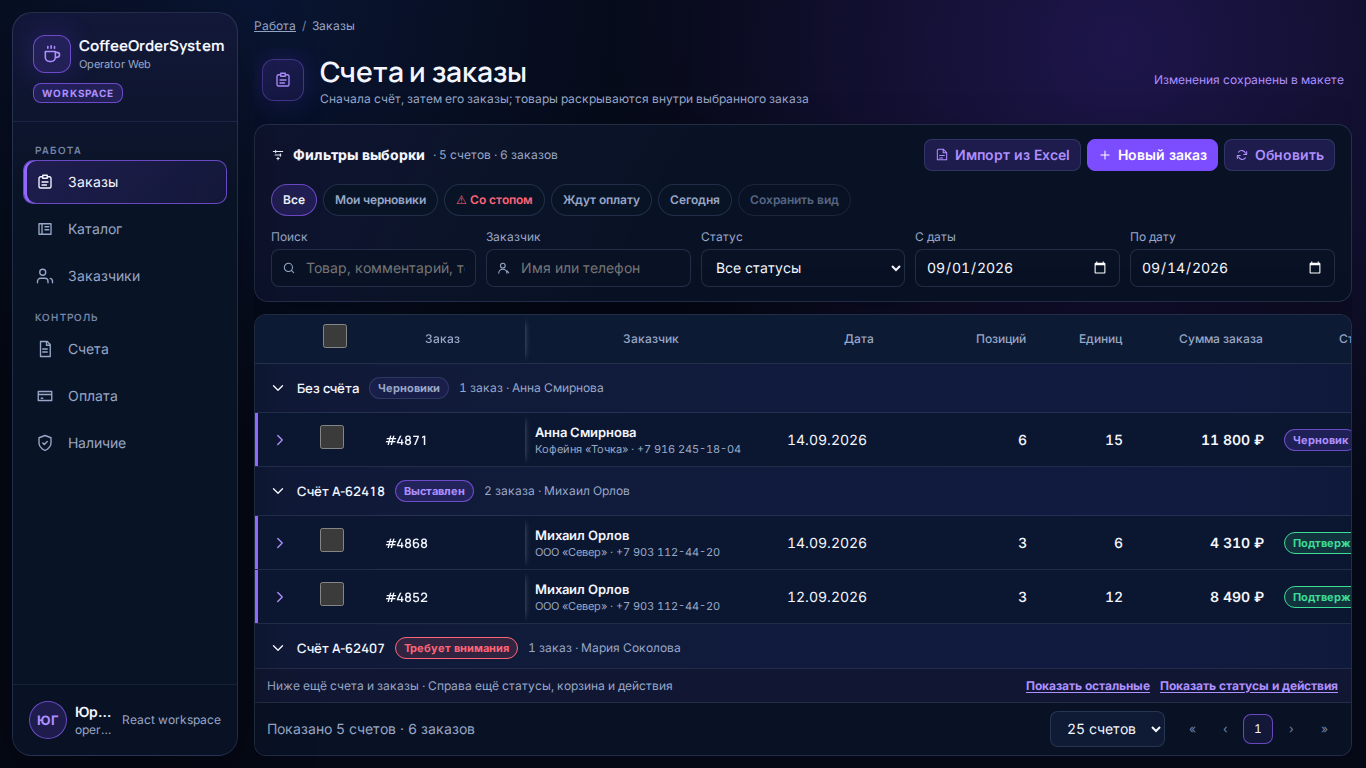 CoffeeOrderSystem
Operator Web
WORKSPACE
РАБОТА
Заказы
Каталог
Заказчики
КОНТРОЛЬ
Счета
Оплата
Наличие
ЮГ
Юр...
oper...
React workspace
Работа / Заказы
Счета и заказы
Сначала счёт, затем его заказы; товары раскрываются внутри выбранного заказа
Изменения сохранены в макете
Фильтры выборки · 5 счетов · 6 заказов
Импорт из Excel
+ Новый заказ
Обновить
Все
Мои черновики
⚠ Со стопом
Ждут оплату
Сегодня
Сохранить вид
Поиск
Заказчик
Статус
С даты
По дату
Товар, комментарий, т
Имя или телефон
Все статусы
09/01/2026
09/14/2026
Заказ Заказчик Дата Позиций Единиц Сумма заказа Ст
Без счёта Черновики 1 заказ · Анна Смирнова
#4871 Анна Смирнова 14.09.2026 6 15 11 800 ₽ Черновик
Кофейня «Точка» · +7 916 245-18-04
Счёт А-62418 Выставлен 2 заказа · Михаил Орлов
#4868 Михаил Орлов 14.09.2026 3 6 4 310 ₽ Подтверж
ООО «Север» · +7 903 112-44-20
#4852 Михаил Орлов 12.09.2026 3 12 8 490 ₽ Подтверж
ООО «Север» · +7 903 112-44-20
Счёт А-62407 Требует внимания 1 заказ · Мария Соколова
Ниже ещё счета и заказы · Справа ещё статусы, корзина и действия
Показать остальные Показать статусы и действия
Показано 5 счетов · 6 заказов
25 счетов
« ‹ 1 › »